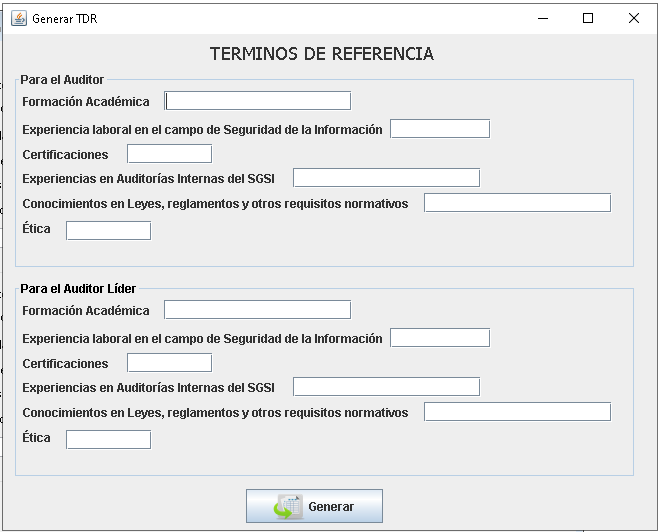 Generar TDR
TERMINOS DE REFERENCIA
Para el Auditor
Formación Académica
Experiencia laboral en el campo de Seguridad de la Información
Certificaciones
Experiencias en Auditorías Internas del SGSI
Conocimientos en Leyes, reglamentos y otros requisitos normativos
Ética
Para el Auditor Líder
Formación Académica
Experiencia laboral en el campo de Seguridad de la Información
Certificaciones
Experiencias en Auditorías Internas del SGSI
Conocimientos en Leyes, reglamentos y otros requisitos normativos
Ética
Generar